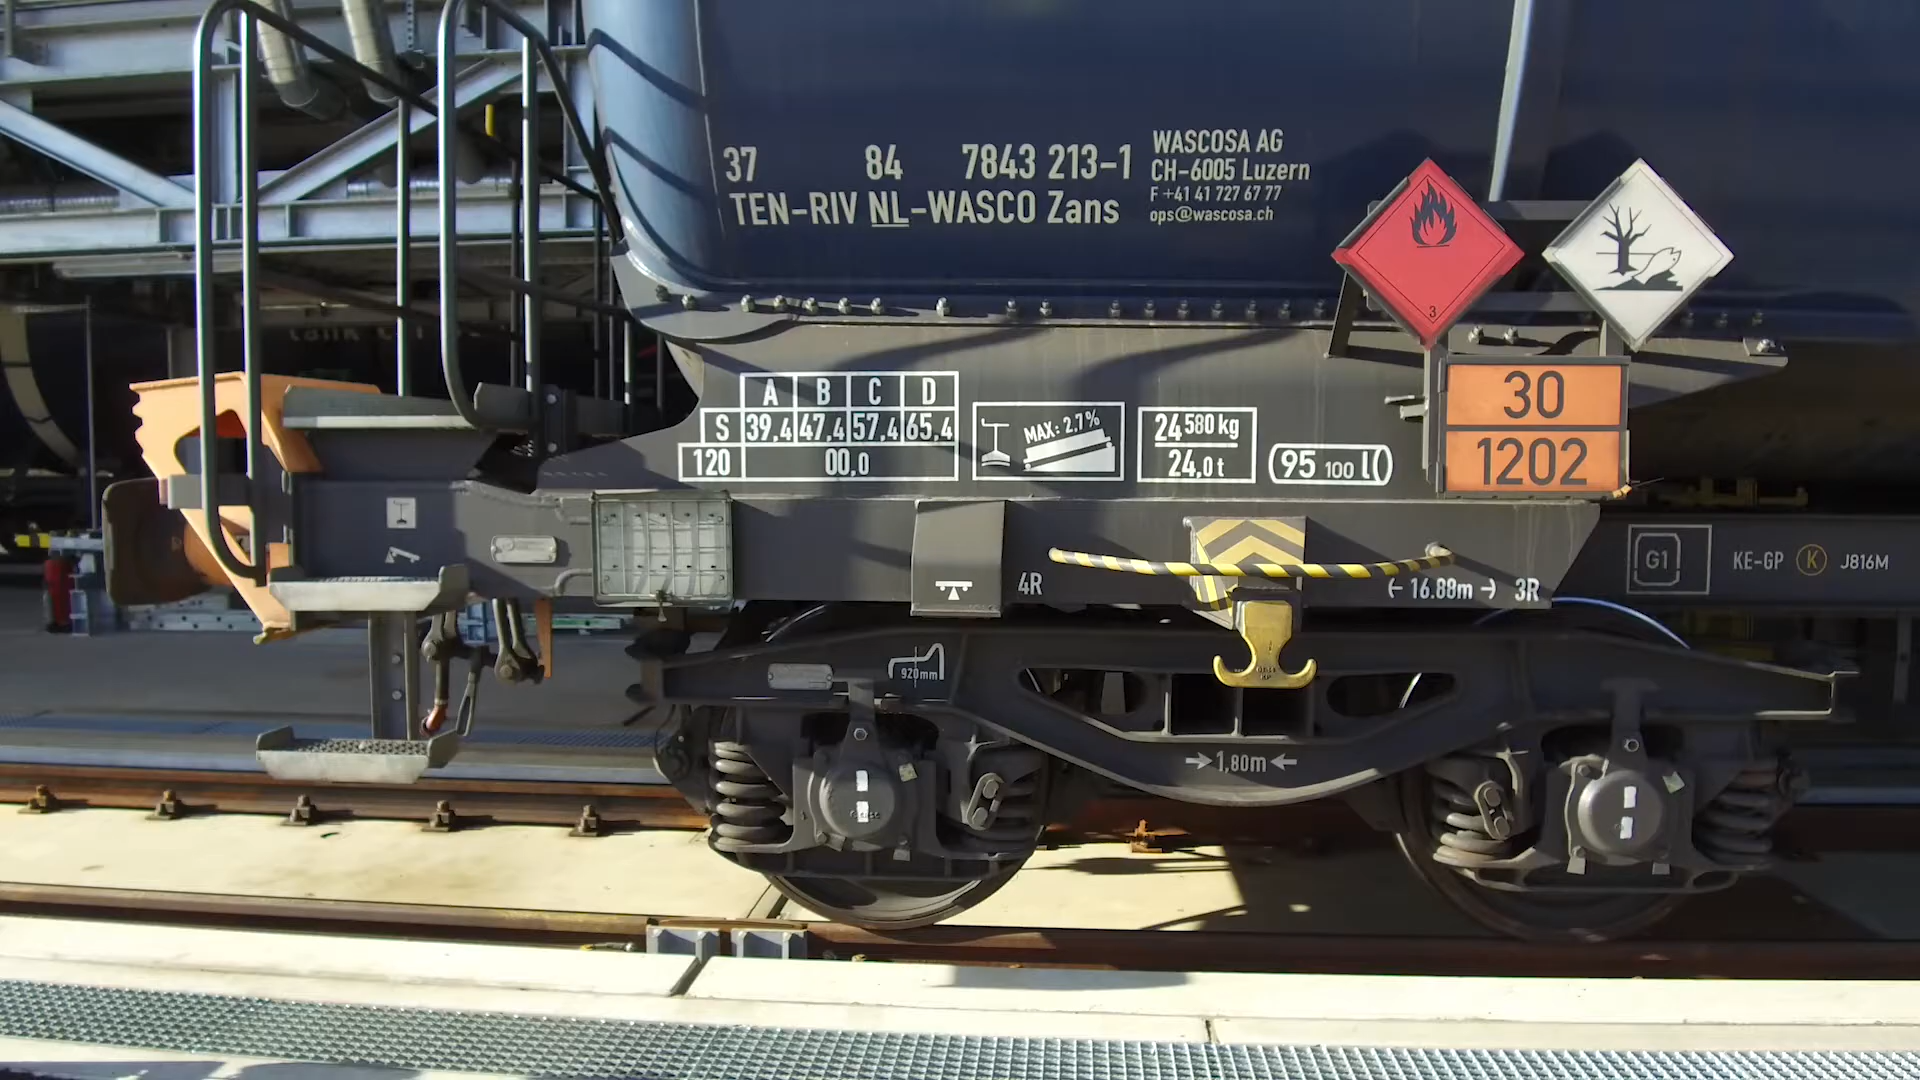 37 84 7843 213-1
TEN-RIV NL-WASCO Zans
WASCOSA AG
CH-6005 Luzern
F +41 41 727 67 77
ops@wascosa.ch
3
30
1202
A B C D
S 39,4 47,4 57,4 65,4
120 00,0
MAX: 2.7%
24 580 kg
24,0 t
95 100 l
G1
KE-GP K J816M
4R
← 16.88m → 3R
920mm
→ 1,80m ←